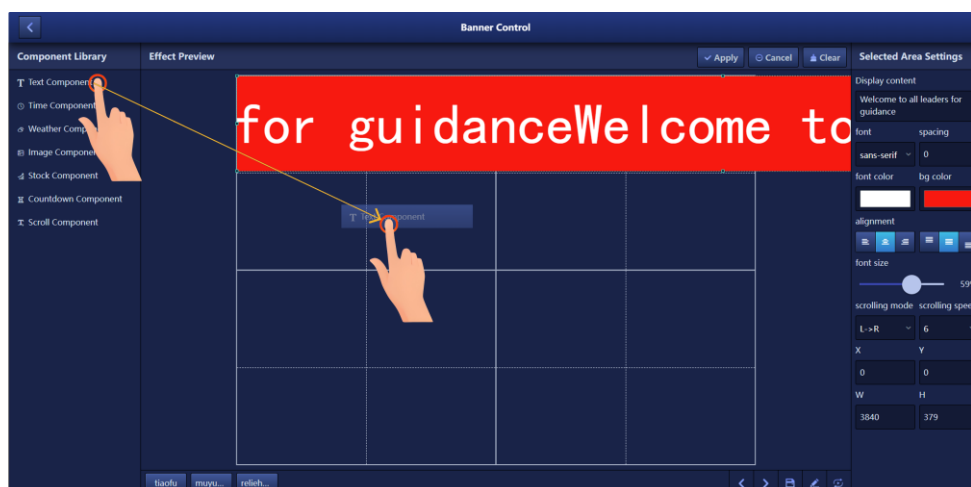 Banner Control
Component Library
Effect Preview
Apply
Cancel
Clear
Selected Area Settings
Text Component
Time Component
Weather
Image Component
Stock Component
Countdown Component
Scroll Component
for guidanceWelcome to
Text Component
Display content
Welcome to all leaders for
guidance
font spacing
sans-serif 0
font color bg color
alignment
font size
59
scrolling mode scrolling spee
L->R 6
X Y
0 0
W H
3840 379
tiaofu muyu... relieh...